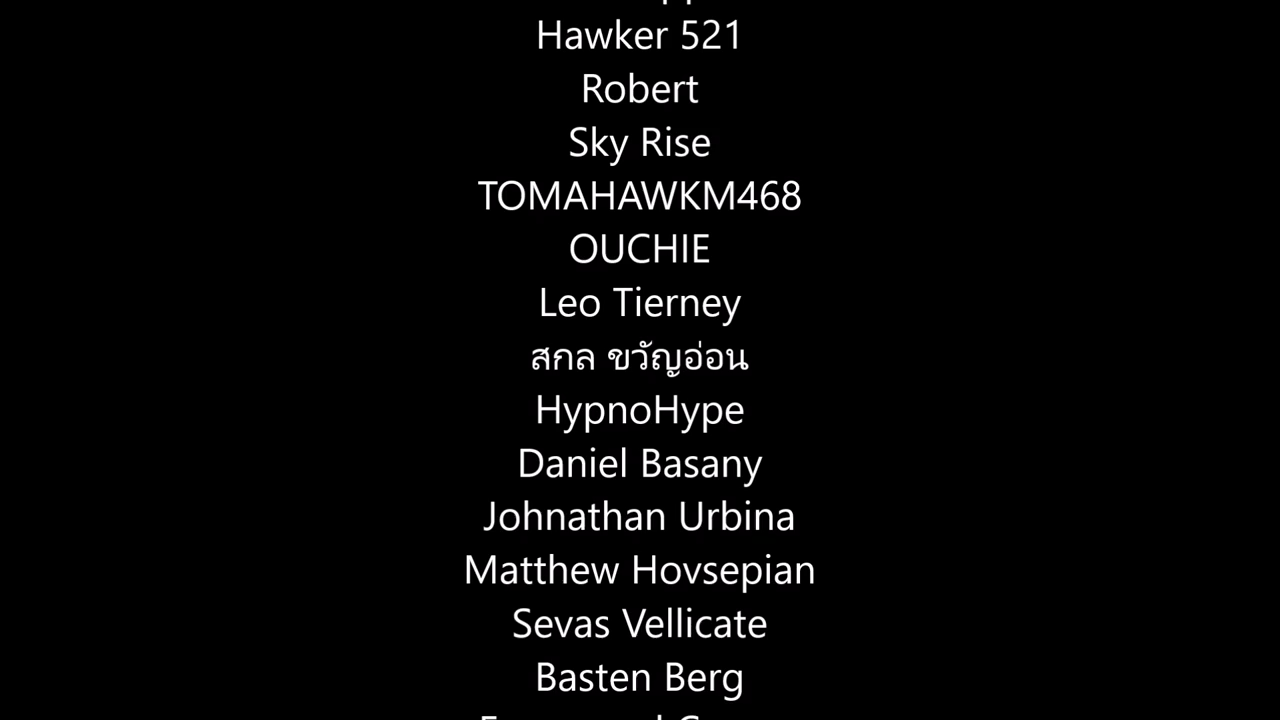 Hawker 521
Robert
Sky Rise
TOMAHAWKM468
OUCHIE
Leo Tierney
สกล ขวัญอ่อน
HypnoHype
Daniel Basany
Johnathan Urbina
Matthew Hovsepian
Sevas Vellicate
Basten Berg